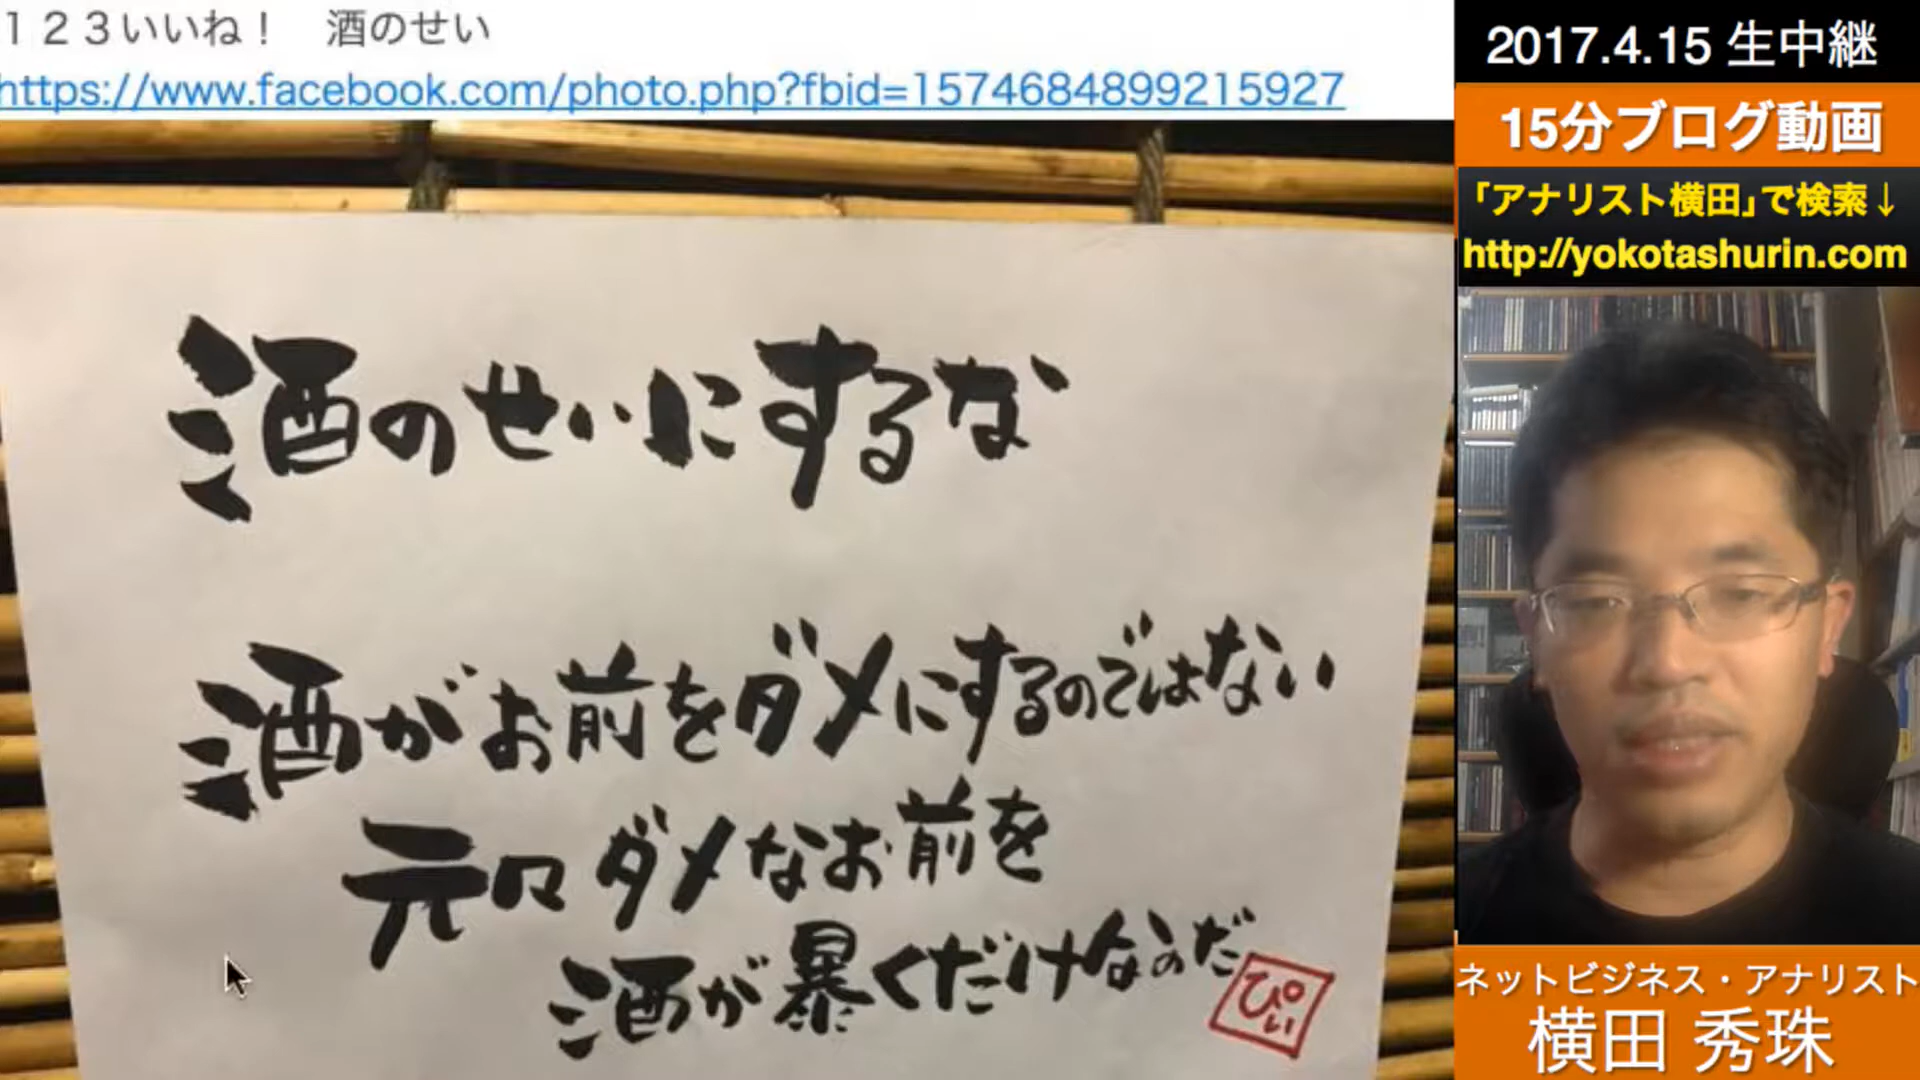 １２３いいね！　酒のせい
https://www.facebook.com/photo.php?fbid=1574684899215927
酒のせいにするな
酒がお前をダメにするのではない
元々ダメなお前を
酒が暴くだけなのだ
ぴぃ
2017.4.15 生中継
15分ブログ動画
「アナリスト横田」で検索↓
http://yokotashurin.com
ネットビジネス・アナリスト
横田 秀珠